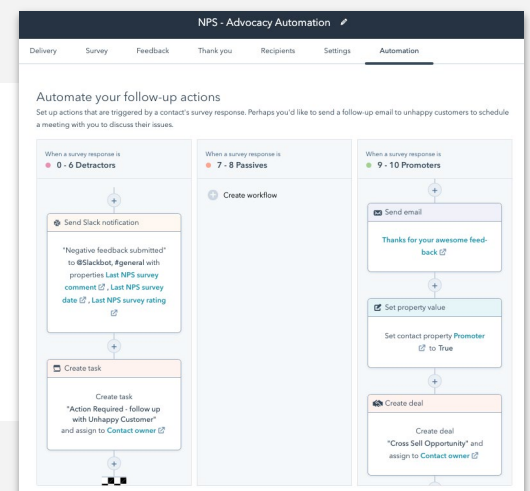 NPS - Advocacy Automation
Delivery Survey Feedback Thank you Recipients Settings Automation
Automate your follow-up actions
Set up actions that are triggered by a contact's survey response. Perhaps you'd like to send a follow-up email to unhappy customers to schedule
a meeting with you to discuss their issues.
When a survey response is
0 - 6 Detractors
Send Slack notification
"Negative feedback submitted"
to @Slackbot, #general with
properties Last NPS survey
comment , Last NPS survey
date , Last NPS survey rating
Create task
Create task
"Action Required - follow up
with Unhappy Customer"
and assign to Contact owner
When a survey response is
7 - 8 Passives
Create workflow
When a survey response is
9 - 10 Promoters
Send email
Thanks for your awesome feed-
back
Set property value
Set contact property Promoter
to True
Create deal
Create deal
"Cross Sell Opportunity" and
assign to Contact owner